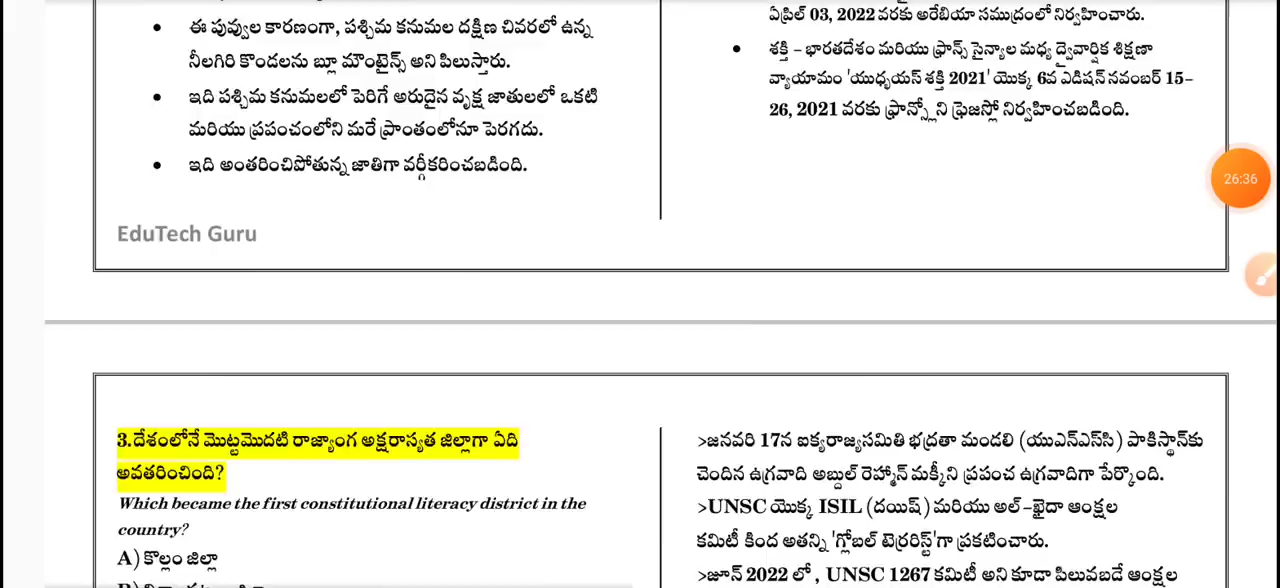 • ఈ పువ్వుల కారణంగా, పశ్చిమ కనుమల దక్షిణ చివరలో ఉన్న
నీలగిరి కొండలను బ్లూ మౌంటైన్స్ అని పిలుస్తారు.
• ఇది పశ్చిమ కనుమలలో పెరిగే అరుదైన వృక్ష జాతులలో ఒకటి
మరియు ప్రపంచంలోని మరే ప్రాంతంలోనూ పెరగదు.
• ఇది అంతరించిపోతున్న జాతిగా వర్గీకరించబడింది.
EduTech Guru
ఏప్రిల్ 03, 2022 వరకు అరేబియా సముద్రంలో నిర్వహించారు.
• శక్తి – భారతదేశం మరియు ఫ్రాన్స్ సైన్యాల మధ్య ద్వైవార్షిక శిక్షణా
వ్యాయామం 'యుధ్ధయస్ శక్తి 2021' యొక్క 6వ ఎడిషన్ నవంబర్ 15–
26, 2021 వరకు ఫ్రాన్స్లోని ఫ్రెజస్లో నిర్వహించబడింది.
26:36
3.దేశంలోనే మొట్టమొదటి రాజ్యాంగ అక్షరాస్యత జిల్లాగా ఏది
అవతరించింది?
Which became the first constitutional literacy district in the
country?
A) కొల్లం జిల్లా
>జనవరి 17న ఐక్యరాజ్యసమితి భద్రతా మండలి (యుఎన్ఎస్‌సి) పాకిస్థాన్‌కు
చెందిన ఉగ్రవాది అబ్దుల్ రెహ్మాన్ మక్కీని ప్రపంచ ఉగ్రవాదిగా పేర్కొంది.
>UNSC యొక్క ISIL (దయిష్) మరియు అల్-ఖైదా ఆంక్షల
కమిటీ కింద అతన్ని 'గ్లోబల్ టెర్రరిస్ట్'గా ప్రకటించారు.
>జూన్ 2022 లో, UNSC 1267 కమిటీ అని కూడా పిలువబడే ఆంక్షల